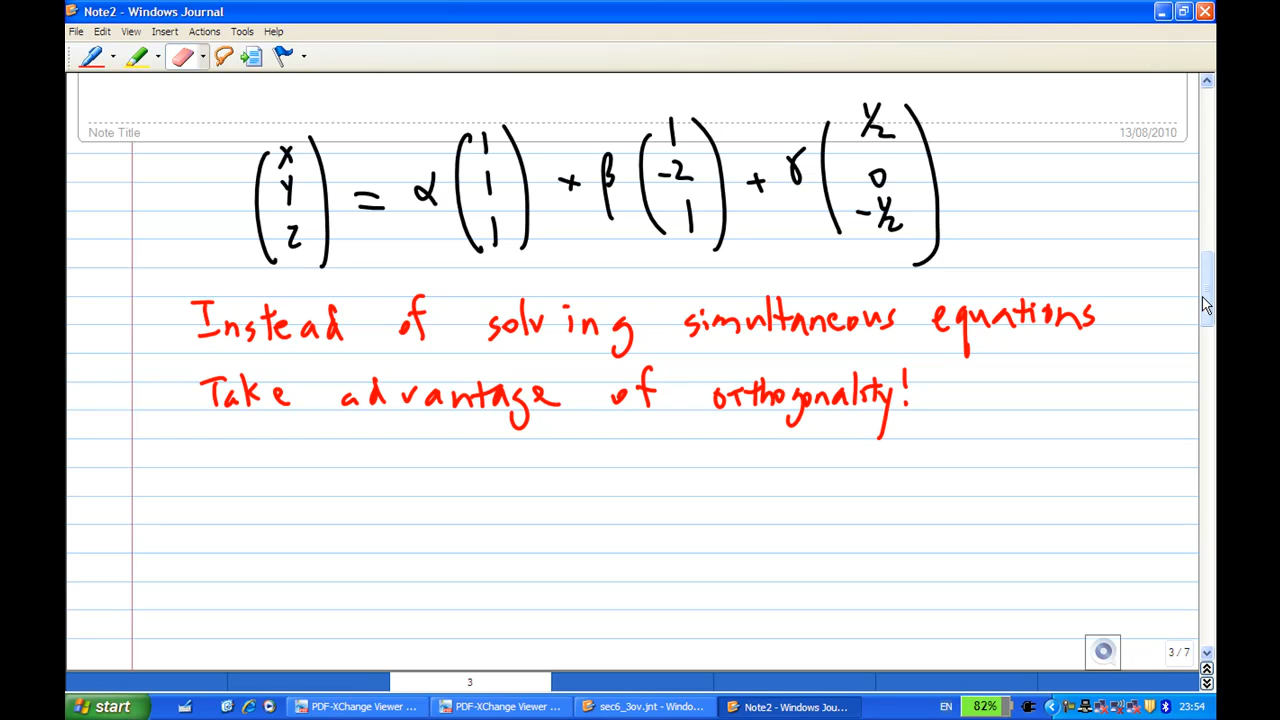 Note2 - Windows Journal
File Edit View Insert Actions Tools Help
Note Title
13/08/2010
(x y z) = α (1 1 1) + β (1 -2 1) + γ (1/2 0 -1/2)
Instead of solving simultaneous equations
Take advantage of orthogonality!
3 / 7
3
start PDF-XChange Viewer ... PDF-XChange Viewer ... sec6_3ov.jnt - Windo... Note2 - Windows Jou... EN 82% 23:54